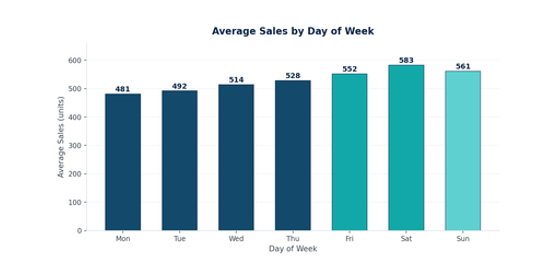 Average Sales by Day of Week
Average Sales (units)
600
500
400
300
200
100
0
481
492
514
528
552
583
561
Mon
Tue
Wed
Thu
Fri
Sat
Sun
Day of Week